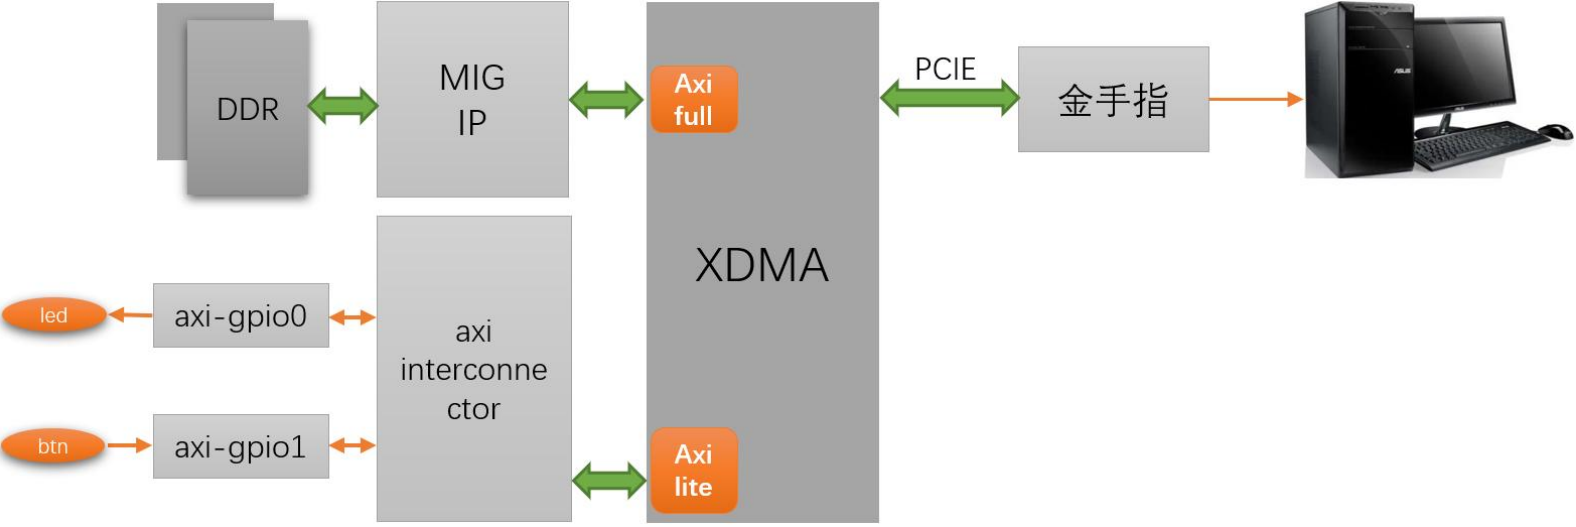 DDR
MIG
IP
Axi
full
PCIE
金手指
XDMA
led
axi-gpio0
axi
interconne
ctor
btn
axi-gpio1
Axi
lite
ASUS